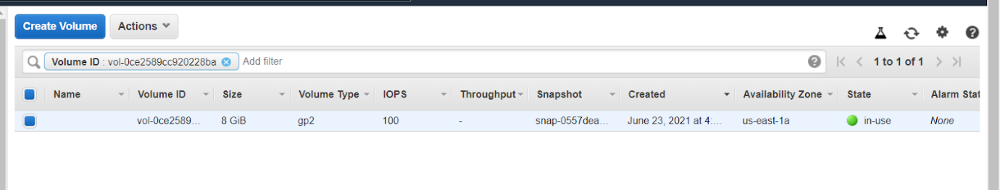 Create Volume Actions
Volume ID : vol-0ce2589cc920228ba Add filter 1 to 1 of 1
Name Volume ID Size Volume Type IOPS Throughput Snapshot Created Availability Zone State Alarm Stat
vol-0ce2589... 8 GiB gp2 100 - snap-0557dea... June 23, 2021 at 4:... us-east-1a in-use None